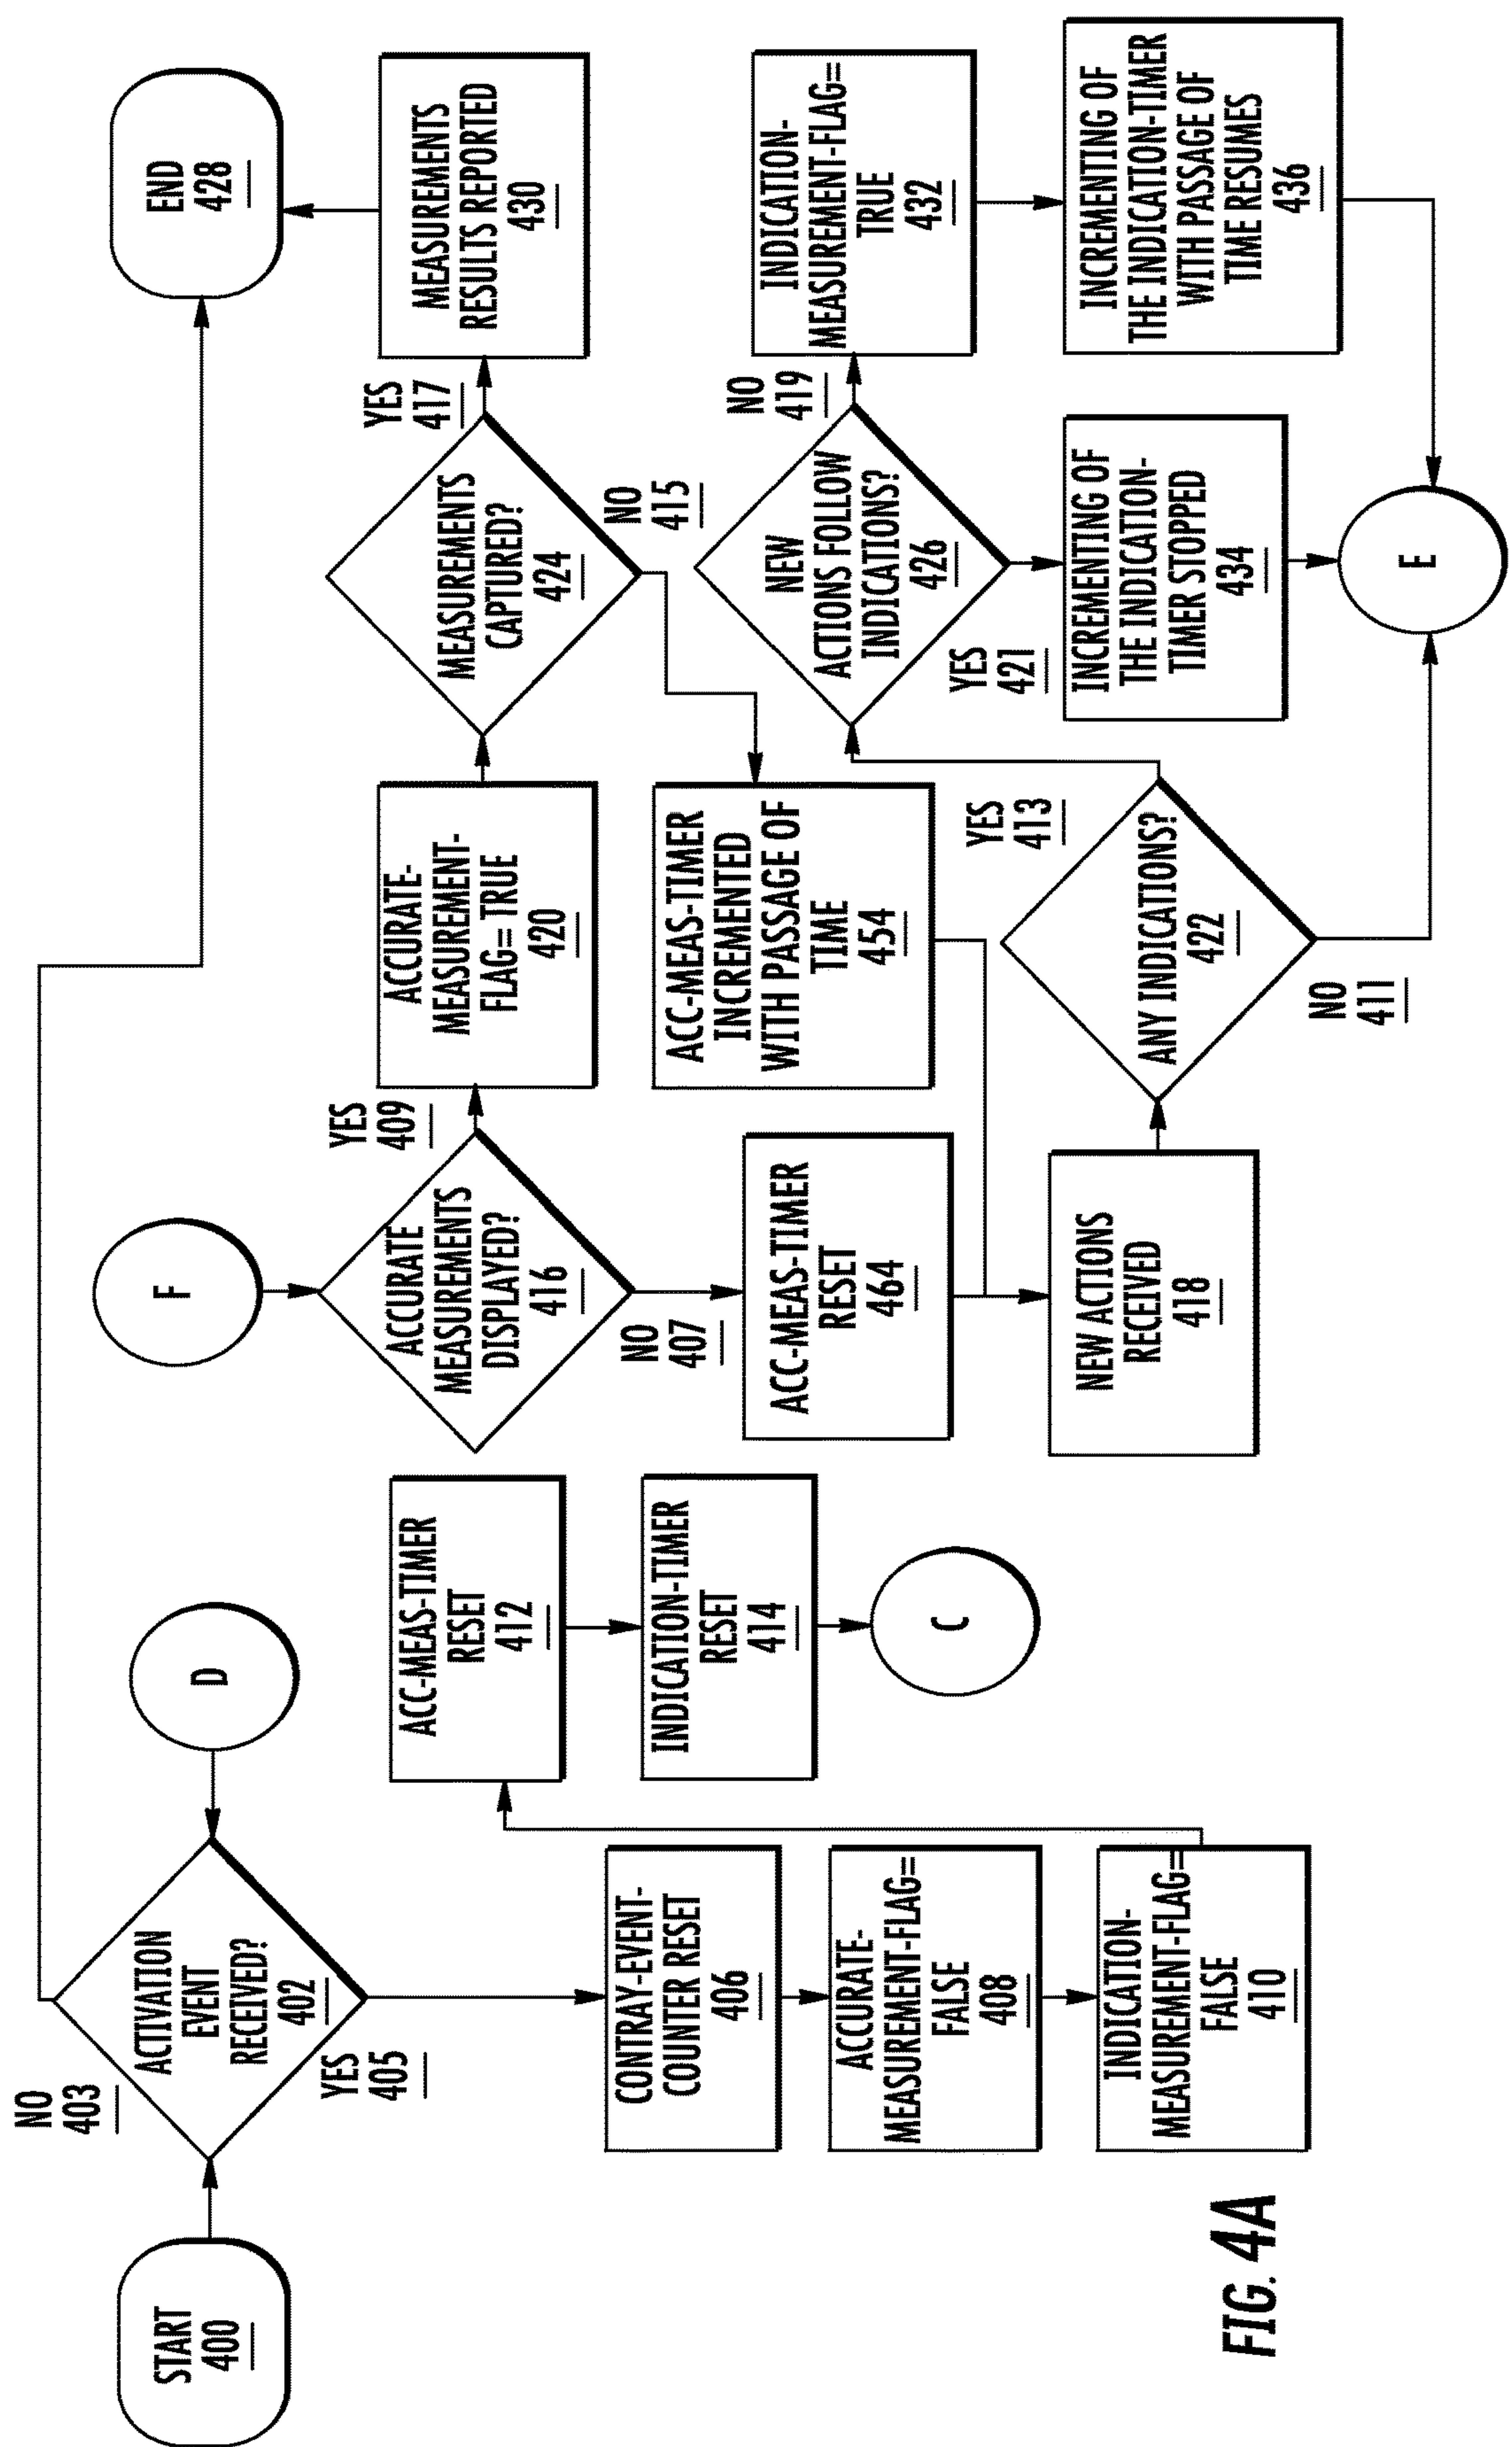 START
400
NO
403
ACTIVATION
EVENT
RECEIVED?
402
YES
405
D
CONTRAY-EVENT-
COUNTER RESET
406
ACCURATE-
MEASUREMENT-FLAG=
FALSE
408
INDICATION-
MEASUREMENT-FLAG=
FALSE
410
ACC-MEAS-TIMER
RESET
412
INDICATION-TIMER
RESET
414
C
F
ACCURATE
MEASUREMENTS
DISPLAYED?
416
YES
409
NO
407
ACC-MEAS-TIMER
RESET
464
NEW ACTIONS
RECEIVED
418
ACCURATE-
MEASUREMENT-
FLAG= TRUE
420
ACC-MEAS-TIMER
INCREMENTED
WITH PASSAGE OF
TIME
454
ANY INDICATIONS?
422
YES
413
NO
411
MEASUREMENTS
CAPTURED?
424
YES
417
NO
415
NEW
ACTIONS FOLLOW
INDICATIONS?
426
NO
419
YES
421
INCREMENTING OF
THE INDICATION-
TIMER STOPPED
434
E
END
428
MEASUREMENTS
RESULTS REPORTED
430
INDICATION-
MEASUREMENT-FLAG=
TRUE
432
INCREMENTING OF
THE INDICATION-TIMER
WITH PASSAGE OF
TIME RESUMES
436
FIG. 4A